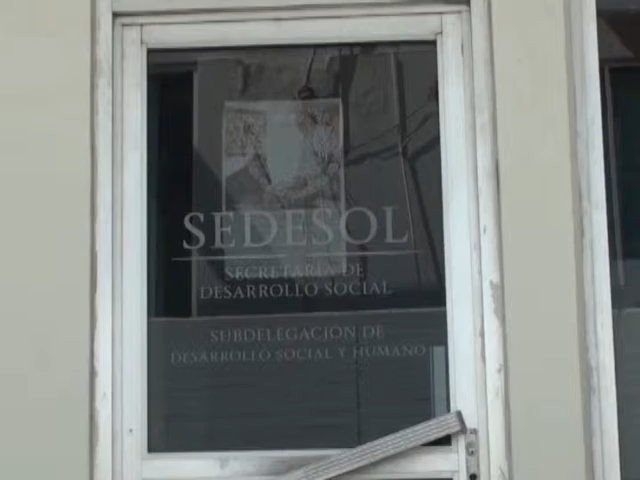 SEDESOL
SECRETARÍA DE
DESARROLLO SOCIAL
SUBDELEGACIÓN DE
DESARROLLO SOCIAL Y HUMANO